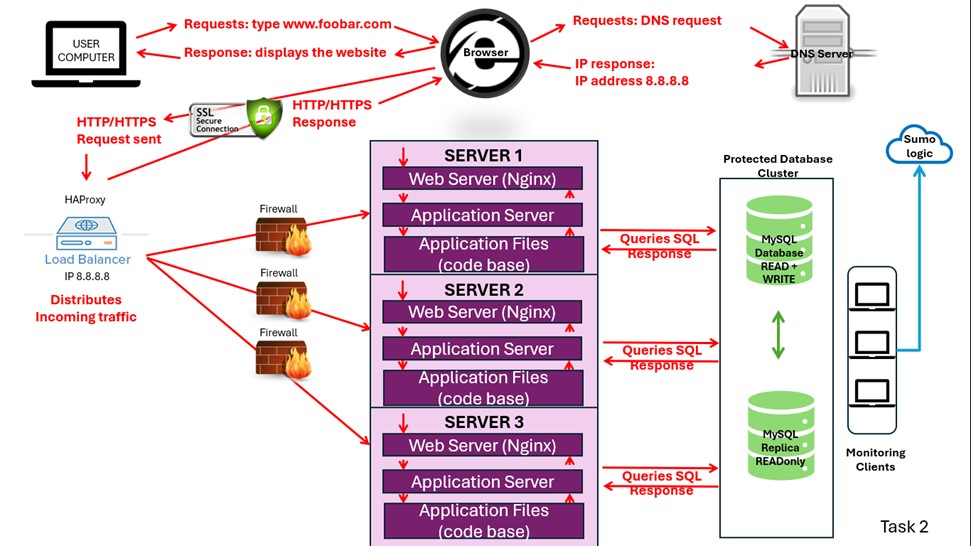 Requests: type www.foobar.com
Response: displays the website
USER
COMPUTER
Browser
Requests: DNS request
IP response:
IP address 8.8.8.8
DNS Server
HTTP/HTTPS
Request sent
SSL
Secure
Connection
HTTP/HTTPS
Response
HAProxy
Load Balancer
IP 8.8.8.8
Distributes
Incoming traffic
Firewall
Firewall
Firewall
SERVER 1
Web Server (Nginx)
Application Server
Application Files
(code base)
SERVER 2
Web Server (Nginx)
Application Server
Application Files
(code base)
SERVER 3
Web Server (Nginx)
Application Server
Application Files
(code base)
Queries SQL
Response
Queries SQL
Response
Queries SQL
Response
Protected Database
Cluster
MySQL
Database
READ +
WRITE
MySQL
Replica
READonly
Sumo
logic
Monitoring
Clients
Task 2